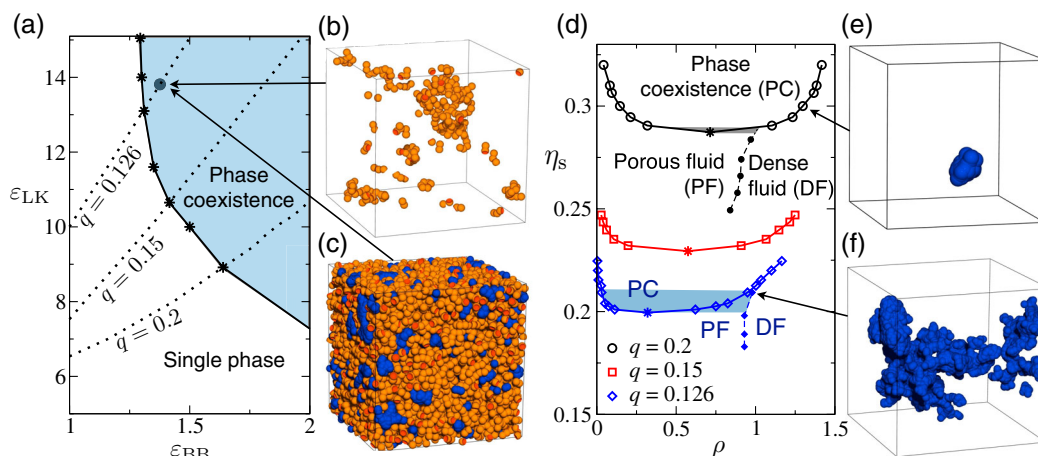 (a)
14
12
ε_LK
10
8
6
1
1.5
2
ε_BB
q = 0.126
q = 0.15
q = 0.2
Phase
coexistence
Single phase
(b)
(c)
(d)
0.3
η_s
0.25
0.2
0.15
0
0.5
1
1.5
ρ
Phase
coexistence (PC)
Porous fluid
(PF)
Dense
fluid (DF)
PC
PF
DF
q = 0.2
q = 0.15
q = 0.126
(e)
(f)